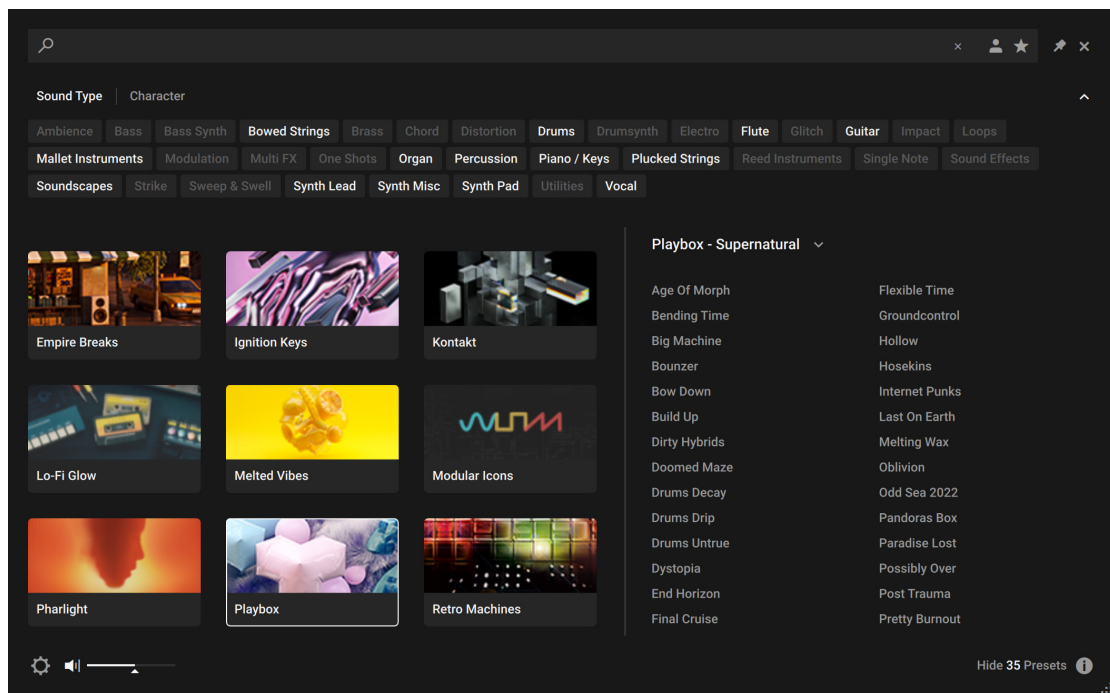 Sound Type Character
Ambience Bass Bass Synth Bowed Strings Brass Chord Distortion Drums Drumsynth Electro Flute Glitch Guitar Impact Loops
Mallet Instruments Modulation Multi FX One Shots Organ Percussion Piano / Keys Plucked Strings Reed Instruments Single Note Sound Effects
Soundscapes Strike Sweep & Swell Synth Lead Synth Misc Synth Pad Utilities Vocal
Empire Breaks
Ignition Keys
Kontakt
Lo-Fi Glow
Melted Vibes
Modular Icons
Pharlight
Playbox
Retro Machines
Playbox - Supernatural
Age Of Morph
Bending Time
Big Machine
Bounzer
Bow Down
Build Up
Dirty Hybrids
Doomed Maze
Drums Decay
Drums Drip
Drums Untrue
Dystopia
End Horizon
Final Cruise
Flexible Time
Groundcontrol
Hollow
Hosekins
Internet Punks
Last On Earth
Melting Wax
Oblivion
Odd Sea 2022
Pandoras Box
Paradise Lost
Possibly Over
Post Trauma
Pretty Burnout
Hide 35 Presets